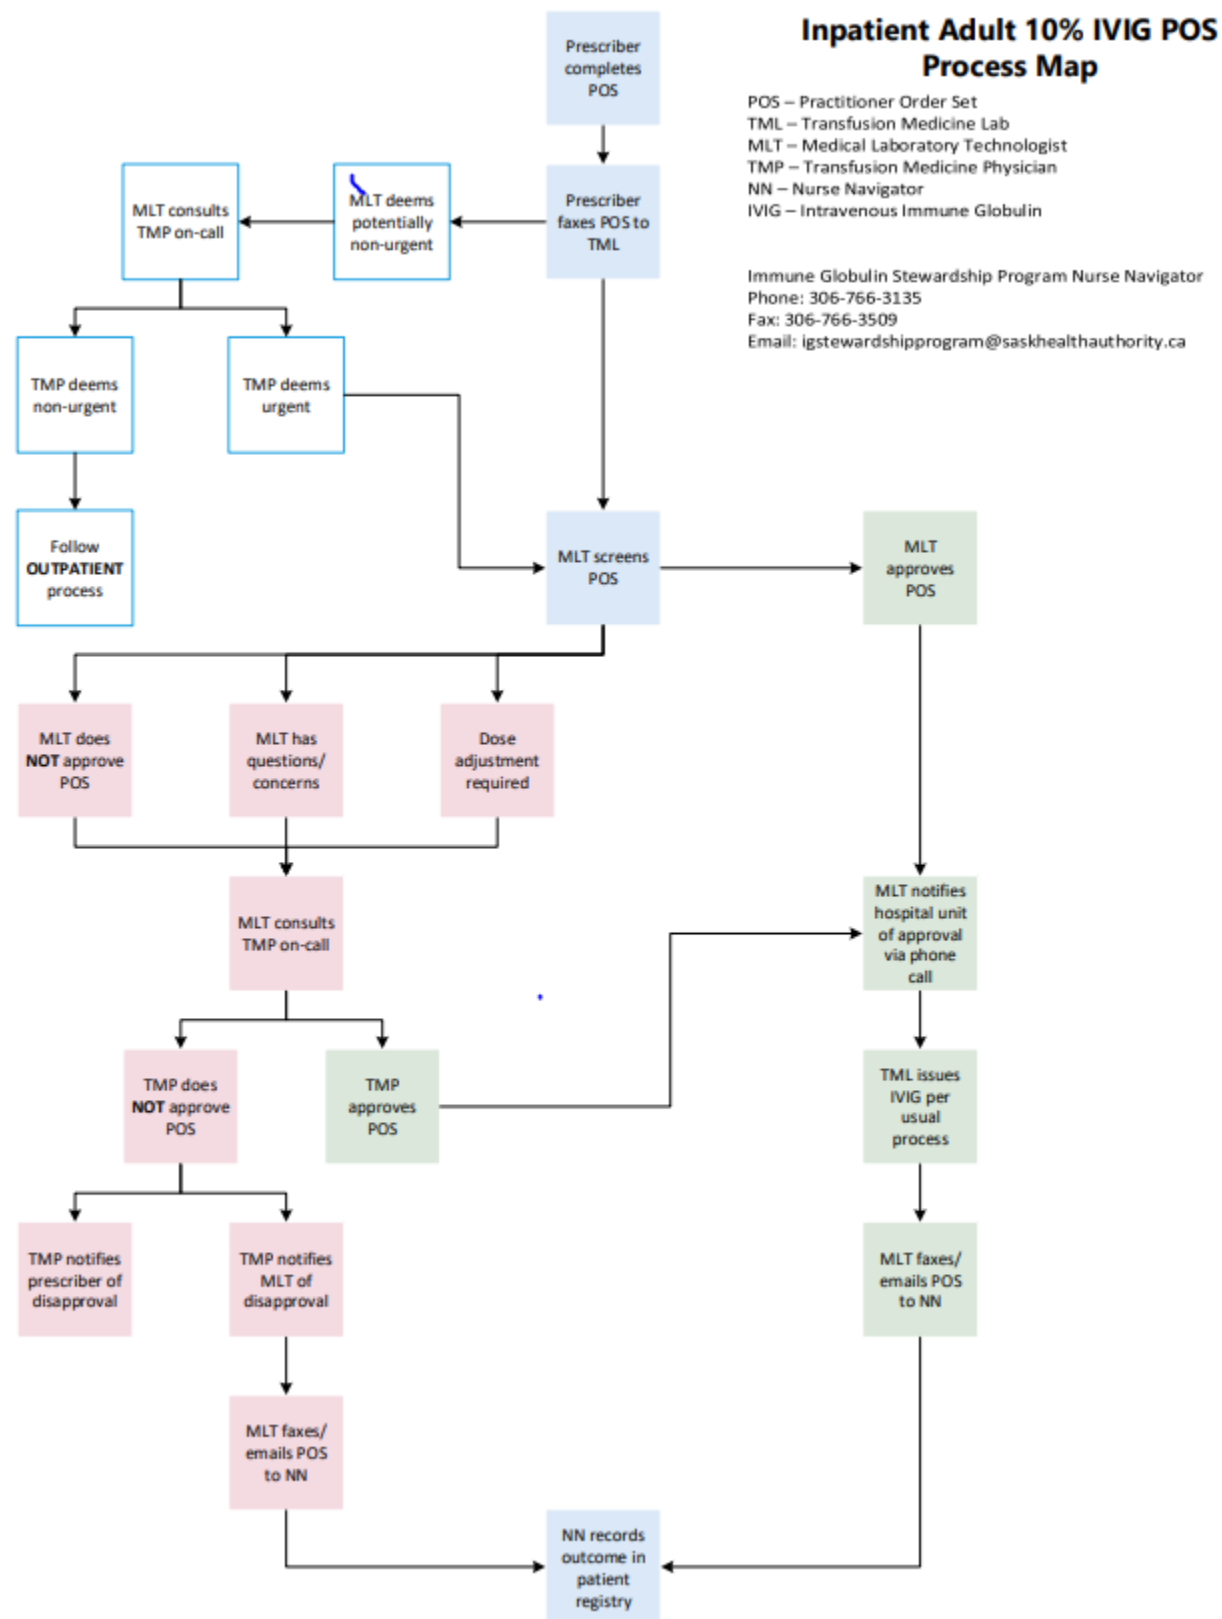 Inpatient Adult 10% IVIG POS
Process Map
POS – Practitioner Order Set
TML – Transfusion Medicine Lab
MLT – Medical Laboratory Technologist
TMP – Transfusion Medicine Physician
NN – Nurse Navigator
IVIG – Intravenous Immune Globulin
Immune Globulin Stewardship Program Nurse Navigator
Phone: 306-766-3135
Fax: 306-766-3509
Email: igstewardshipprogram@saskhealthauthority.ca
Prescriber
completes
POS
Prescriber
faxes POS to
TML
MLT deems
potentially
non-urgent
MLT consults
TMP on-call
TMP deems
non-urgent
TMP deems
urgent
Follow
OUTPATIENT
process
MLT screens
POS
MLT
approves
POS
MLT does
NOT approve
POS
MLT has
questions/
concerns
Dose
adjustment
required
MLT consults
TMP on-call
MLT notifies
hospital unit
of approval
via phone
call
TMP does
NOT approve
POS
TMP
approves
POS
TML issues
IVIG per
usual
process
TMP notifies
prescriber of
disapproval
TMP notifies
MLT of
disapproval
MLT faxes/
emails POS
to NN
MLT faxes/
emails POS
to NN
NN records
outcome in
patient
registry